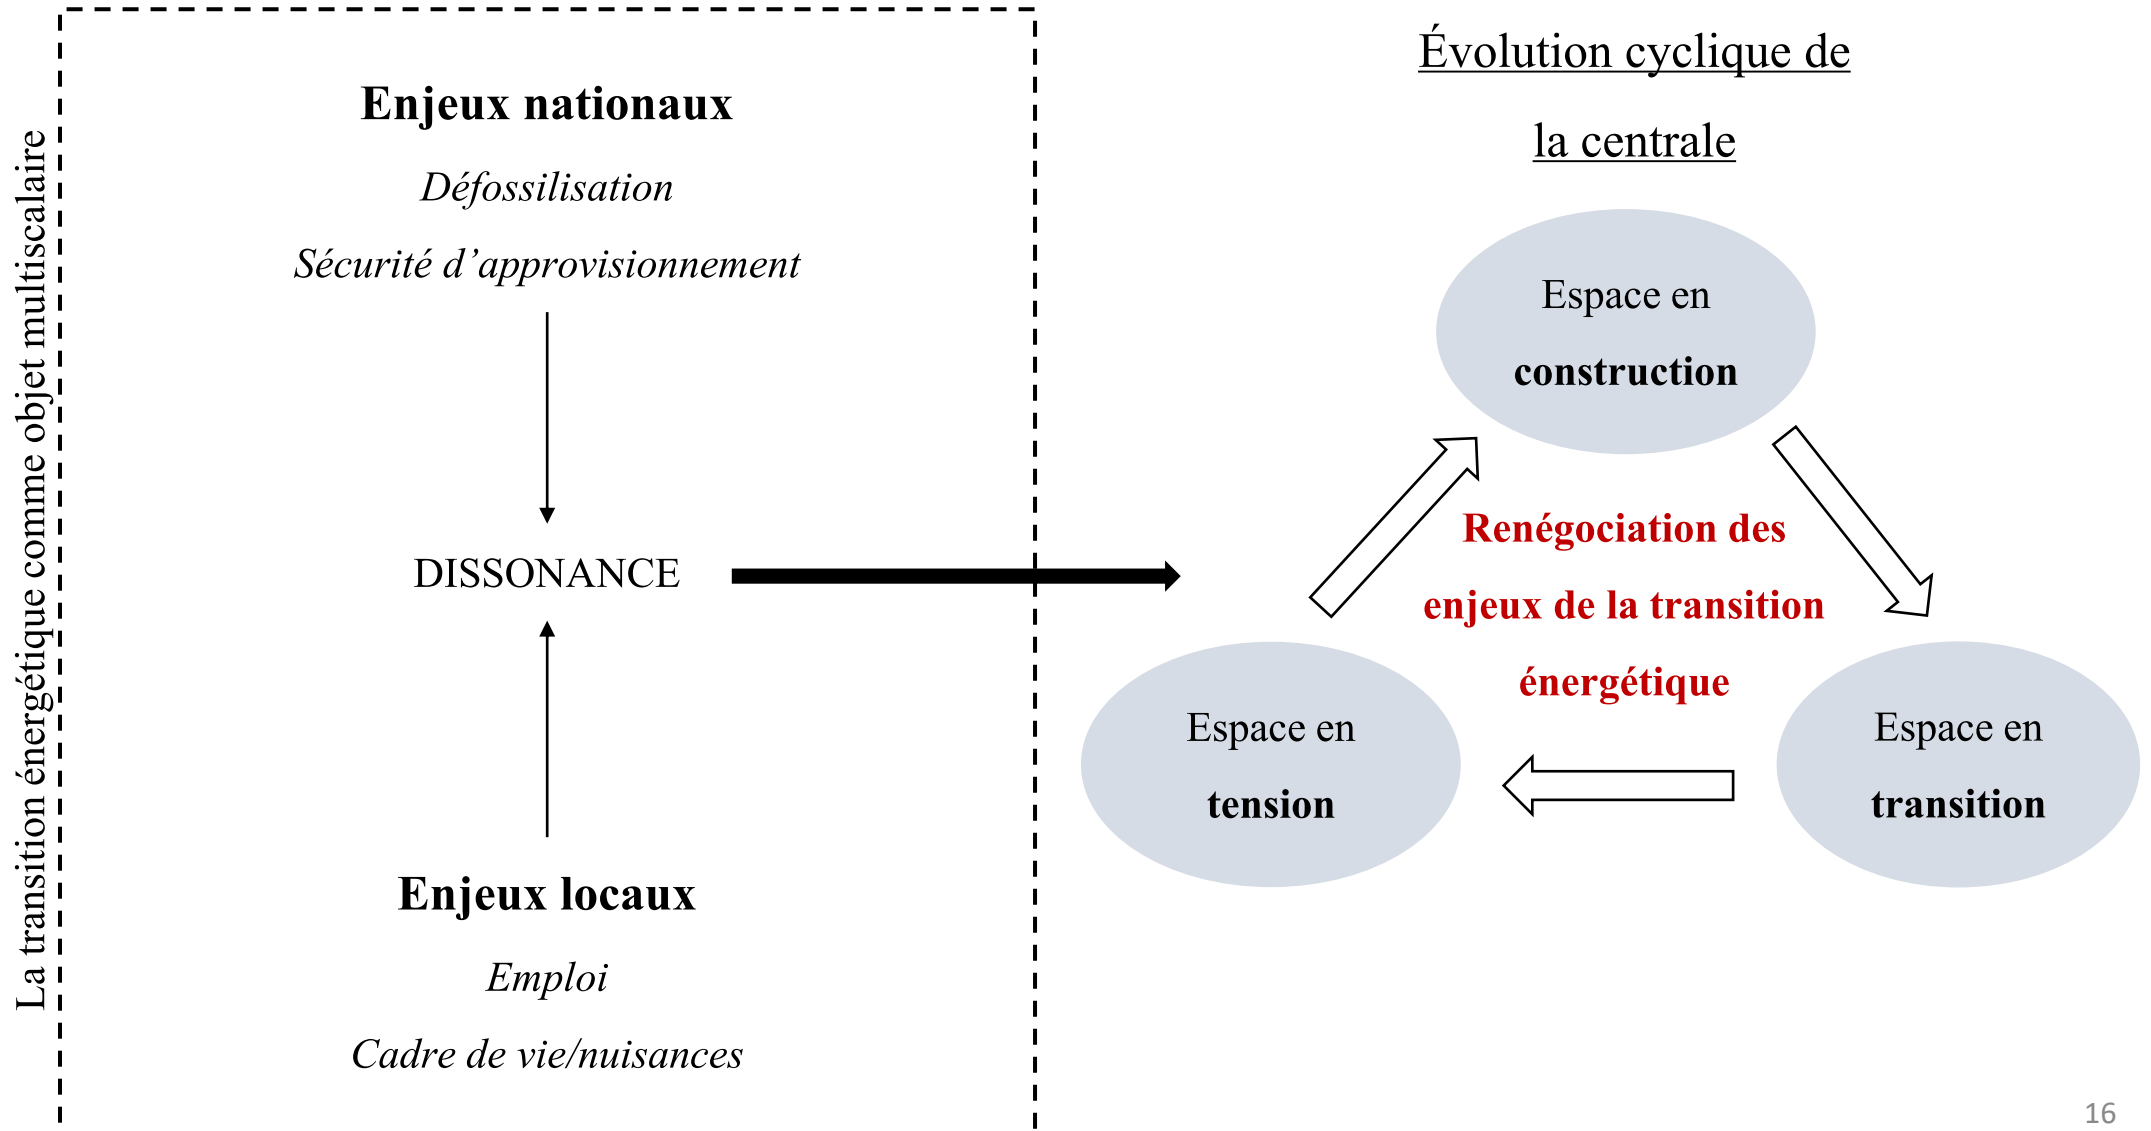 La transition énergétique comme objet multiscalaire
Enjeux nationaux
Défossilisation
Sécurité d’approvisionnement
DISSONANCE
Enjeux locaux
Emploi
Cadre de vie/nuisances
Évolution cyclique de
la centrale
Espace en
construction
Renégociation des
enjeux de la transition
énergétique
Espace en
tension
Espace en
transition
16